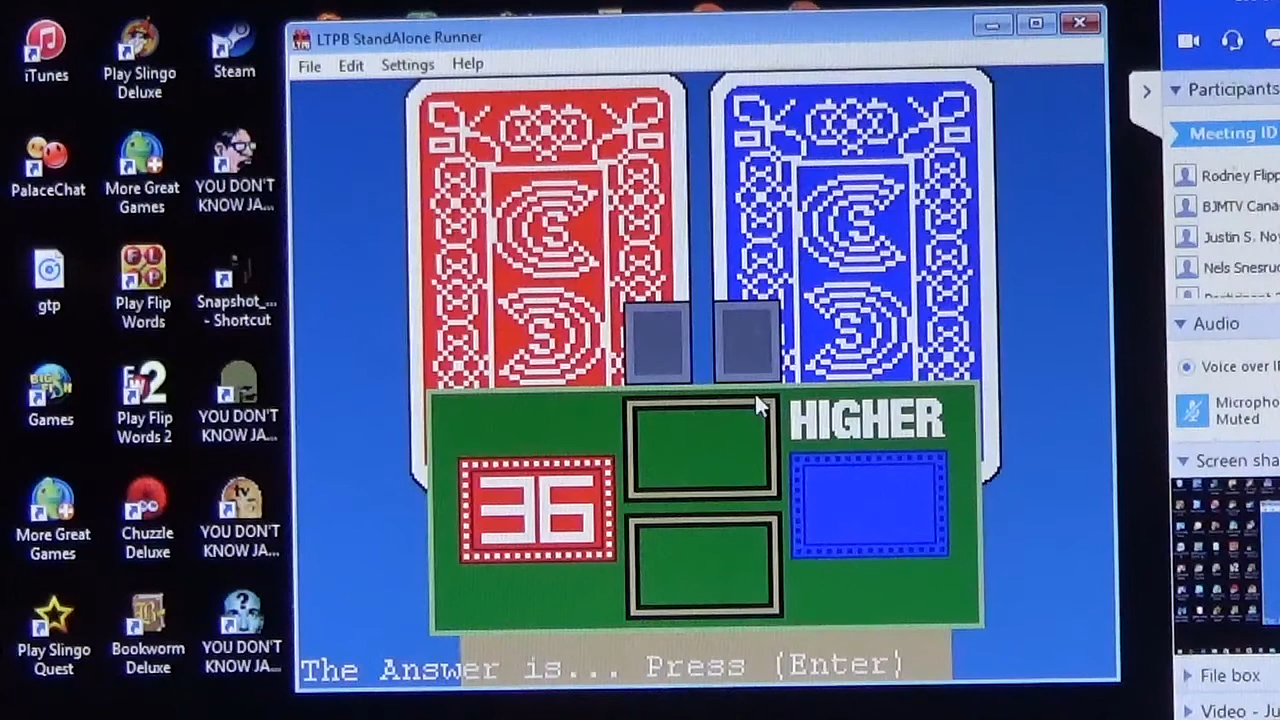 iTunes
Play Slingo
Deluxe
Steam
PalaceChat
More Great
Games
YOU DON'T
KNOW JA...
gtp
Play Flip
Words
Snapshot_...
- Shortcut
Games
Play Flip
Words 2
YOU DON'T
KNOW JA...
More Great
Games
Chuzzle
Deluxe
YOU DON'T
KNOW JA...
Play Slingo
Quest
Bookworm
Deluxe
YOU DON'T
KNOW JA...
LTPB StandAlone Runner
File Edit Settings Help
CS
CS
HIGHER
36
The Answer is... Press (Enter)
Participants
Meeting ID
Rodney Flipp
BJMTV Cana
Justin S. Nov
Nels Snesru
Audio
Voice over I
Micropho
Muted
Screen sha
File box
Video - Ju